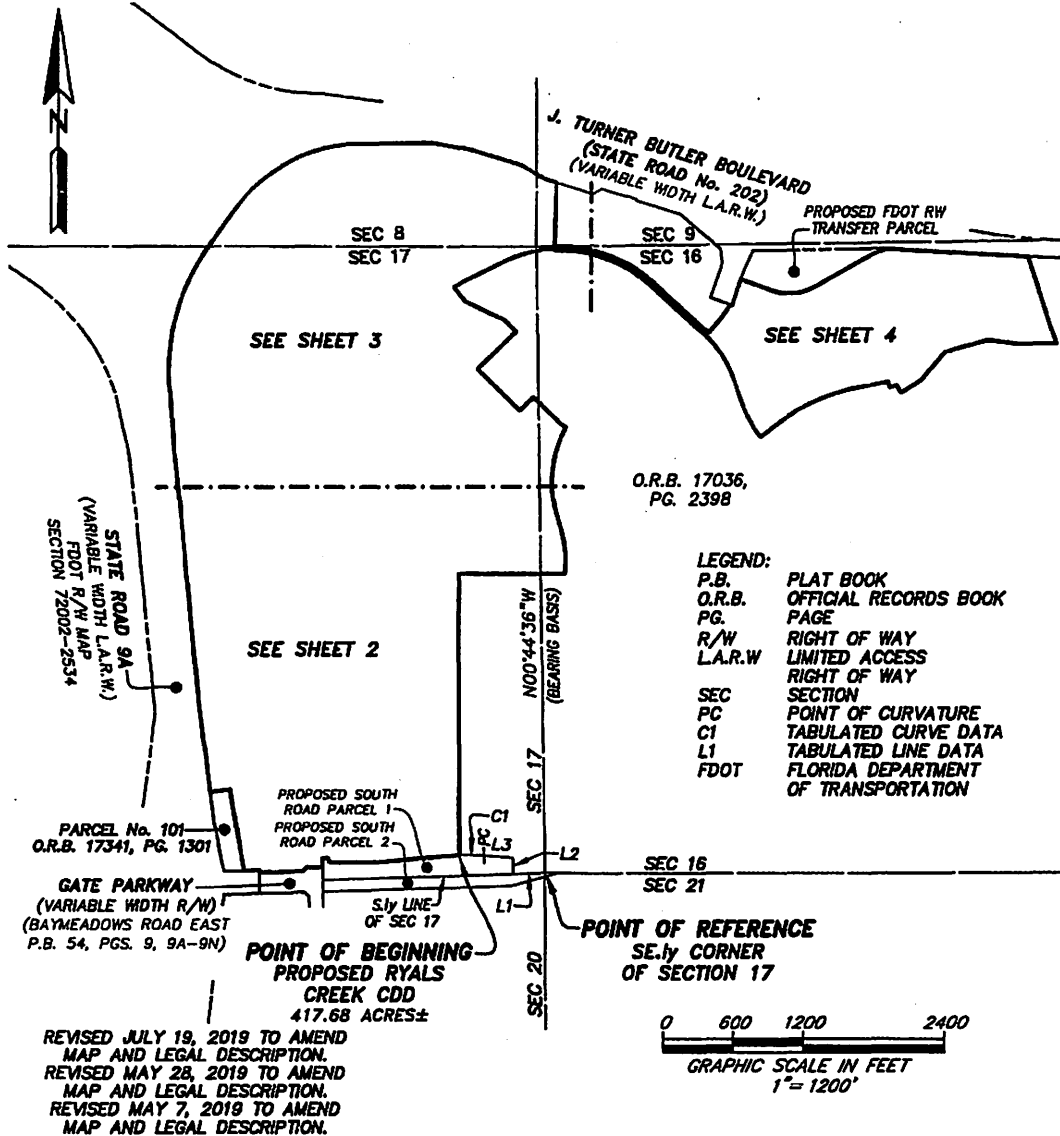 N
J. TURNER BUTLER BOULEVARD
(STATE ROAD No. 202)
(VARIABLE WIDTH L.A.R.W.)
PROPOSED FDOT RW
TRANSFER PARCEL
SEC 8
SEC 17
SEC 9
SEC 16
SEE SHEET 3
SEE SHEET 4
O.R.B. 17036,
PG. 2398
STATE ROAD 9A
(VARIABLE WIDTH L.A.R.W.)
FDOT R/W MAP
SECTION 72002-2534
N00°44'36"W
(BEARING BASIS)
SEE SHEET 2
LEGEND:
P.B. PLAT BOOK
O.R.B. OFFICIAL RECORDS BOOK
PG. PAGE
R/W RIGHT OF WAY
L.A.R.W LIMITED ACCESS
RIGHT OF WAY
SEC SECTION
PC POINT OF CURVATURE
C1 TABULATED CURVE DATA
L1 TABULATED LINE DATA
FDOT FLORIDA DEPARTMENT
OF TRANSPORTATION
SEC 17
PROPOSED SOUTH
ROAD PARCEL 1
PROPOSED SOUTH
ROAD PARCEL 2
C1
PC
L3
L2
PARCEL No. 101
O.R.B. 17341, PG. 1301
SEC 16
SEC 21
GATE PARKWAY
(VARIABLE WIDTH R/W)
(BAYMEADOWS ROAD EAST
P.B. 54, PGS. 9, 9A-9N)
S.ly LINE
OF SEC 17
L1
POINT OF BEGINNING
PROPOSED RYALS
CREEK CDD
417.68 ACRES±
SEC 20
POINT OF REFERENCE
SE.ly CORNER
OF SECTION 17
REVISED JULY 19, 2019 TO AMEND
MAP AND LEGAL DESCRIPTION.
REVISED MAY 28, 2019 TO AMEND
MAP AND LEGAL DESCRIPTION.
REVISED MAY 7, 2019 TO AMEND
MAP AND LEGAL DESCRIPTION.
0 600 1200 2400
GRAPHIC SCALE IN FEET
1"= 1200'